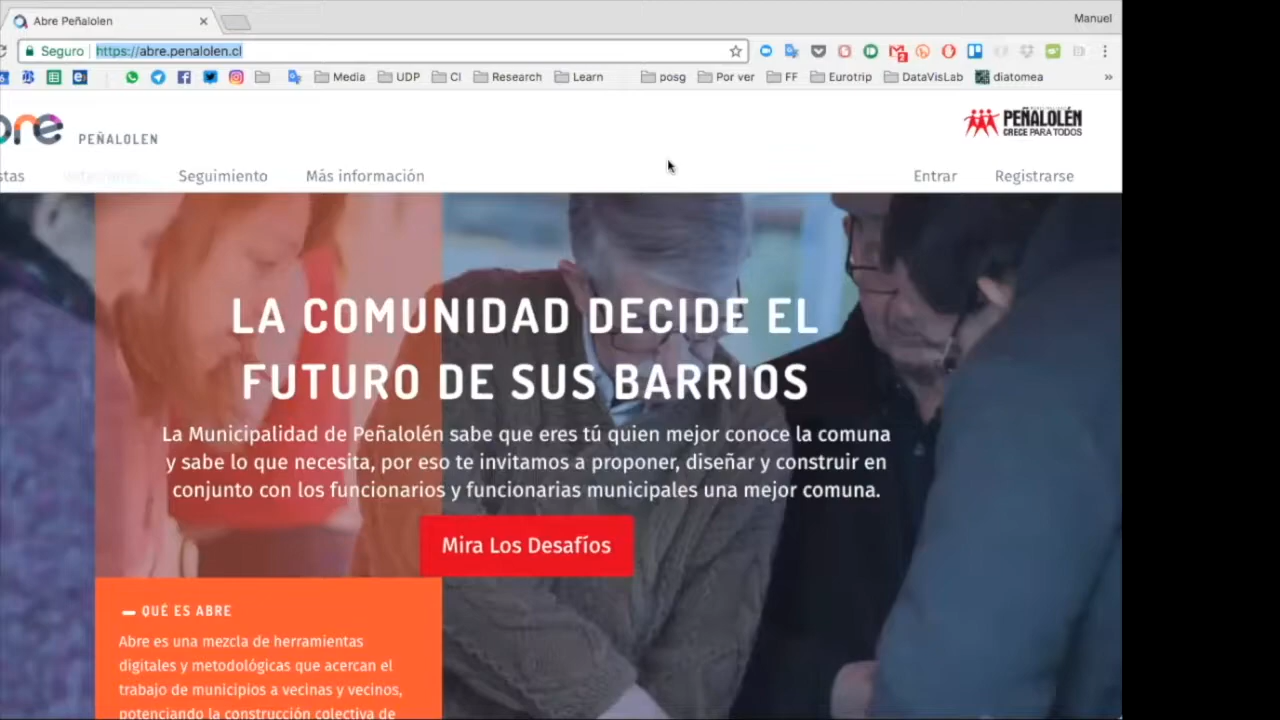 Abre Peñalolen
Manuel
Seguro https://abre.penalolen.cl
Media UDP CI Research Learn posg Por ver FF Eurotrip DataVisLab diatomea
PEÑALOLEN
PEÑALOLÉN
CRECE PARA TODOS
Seguimiento Más información Entrar Registrarse
LA COMUNIDAD DECIDE EL
FUTURO DE SUS BARRIOS
La Municipalidad de Peñalolén sabe que eres tú quien mejor conoce la comuna
y sabe lo que necesita, por eso te invitamos a proponer, diseñar y construir en
conjunto con los funcionarios y funcionarias municipales una mejor comuna.
Mira Los Desafíos
QUÉ ES ABRE
Abre es una mezcla de herramientas
digitales y metodológicas que acercan el
trabajo de municipios a vecinas y vecinos,
potenciando la construcción colectiva de